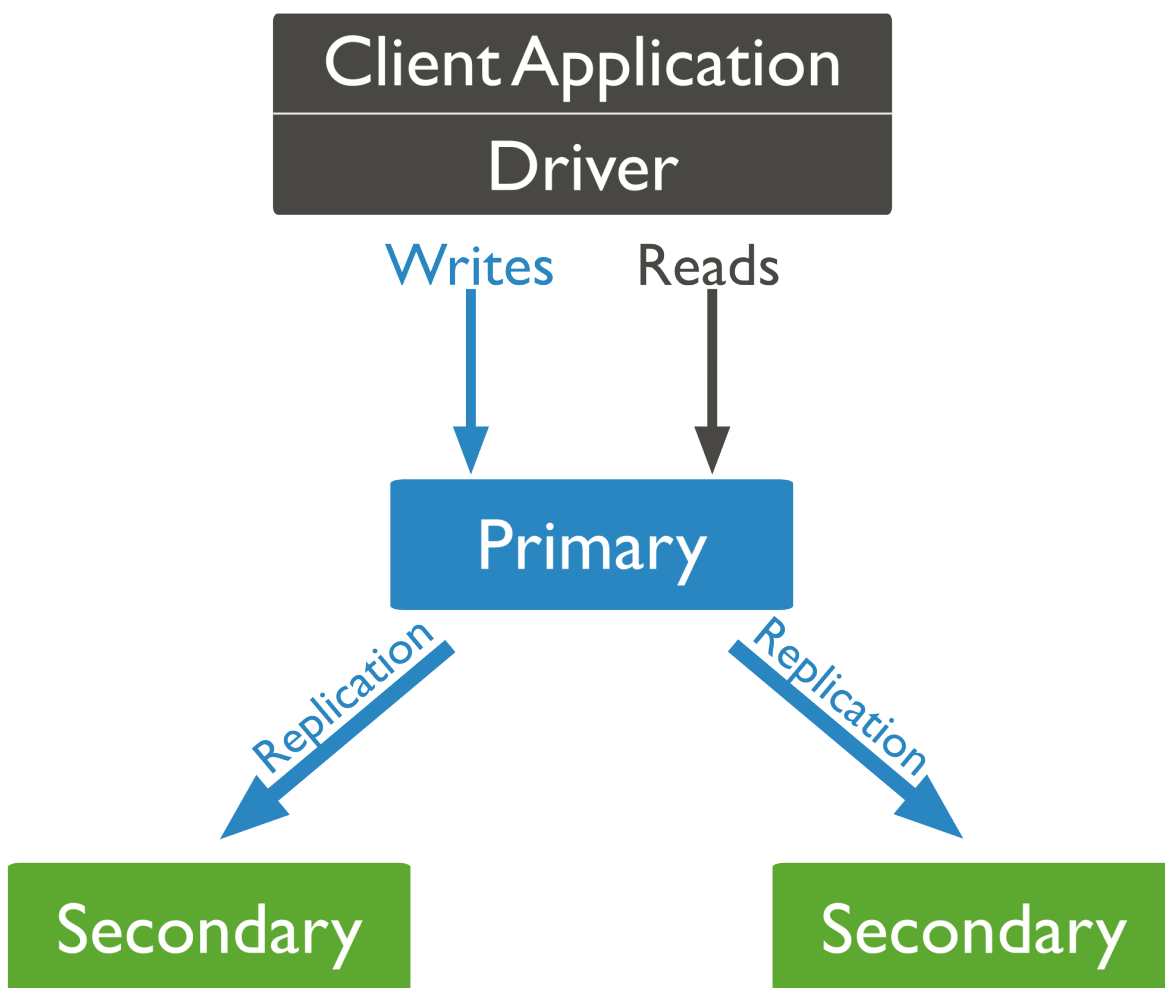 Client Application
Driver
Writes
Reads
Primary
Replication
Replication
Secondary
Secondary